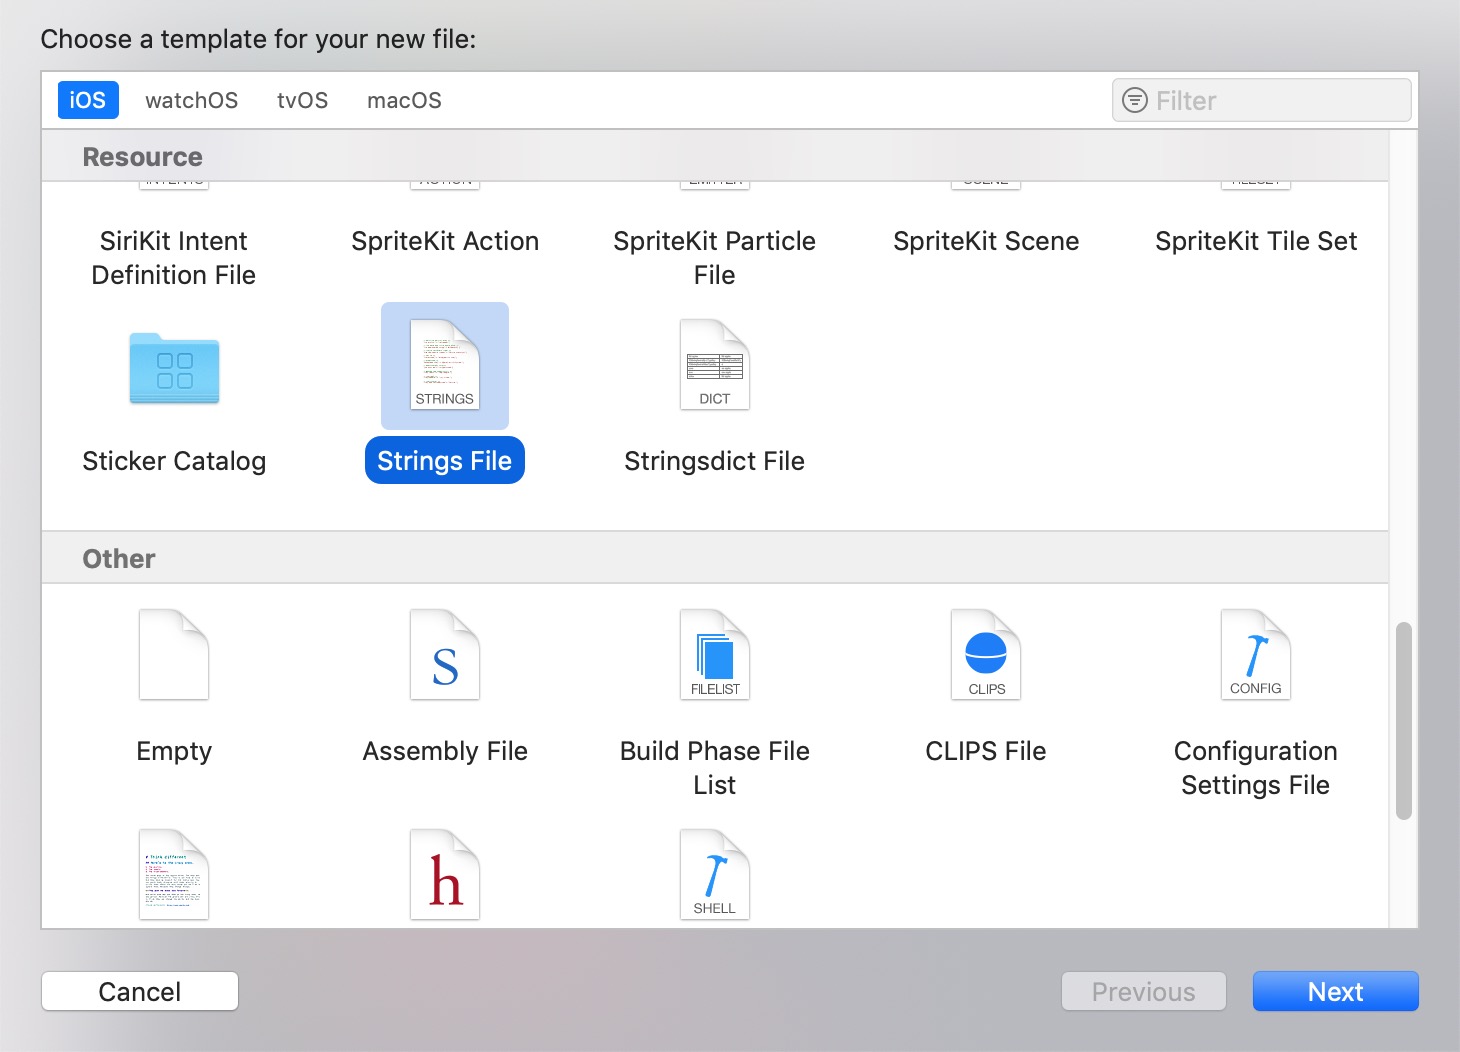 Choose a template for your new file:
iOS watchOS tvOS macOS Filter
Resource
SiriKit Intent
Definition File
SpriteKit Action
SpriteKit Particle
File
SpriteKit Scene
SpriteKit Tile Set
STRINGS
DICT
Sticker Catalog
Strings File
Stringsdict File
Other
S
FILELIST
CLIPS
CONFIG
Empty
Assembly File
Build Phase File
List
CLIPS File
Configuration
Settings File
h
SHELL
Cancel
Previous
Next